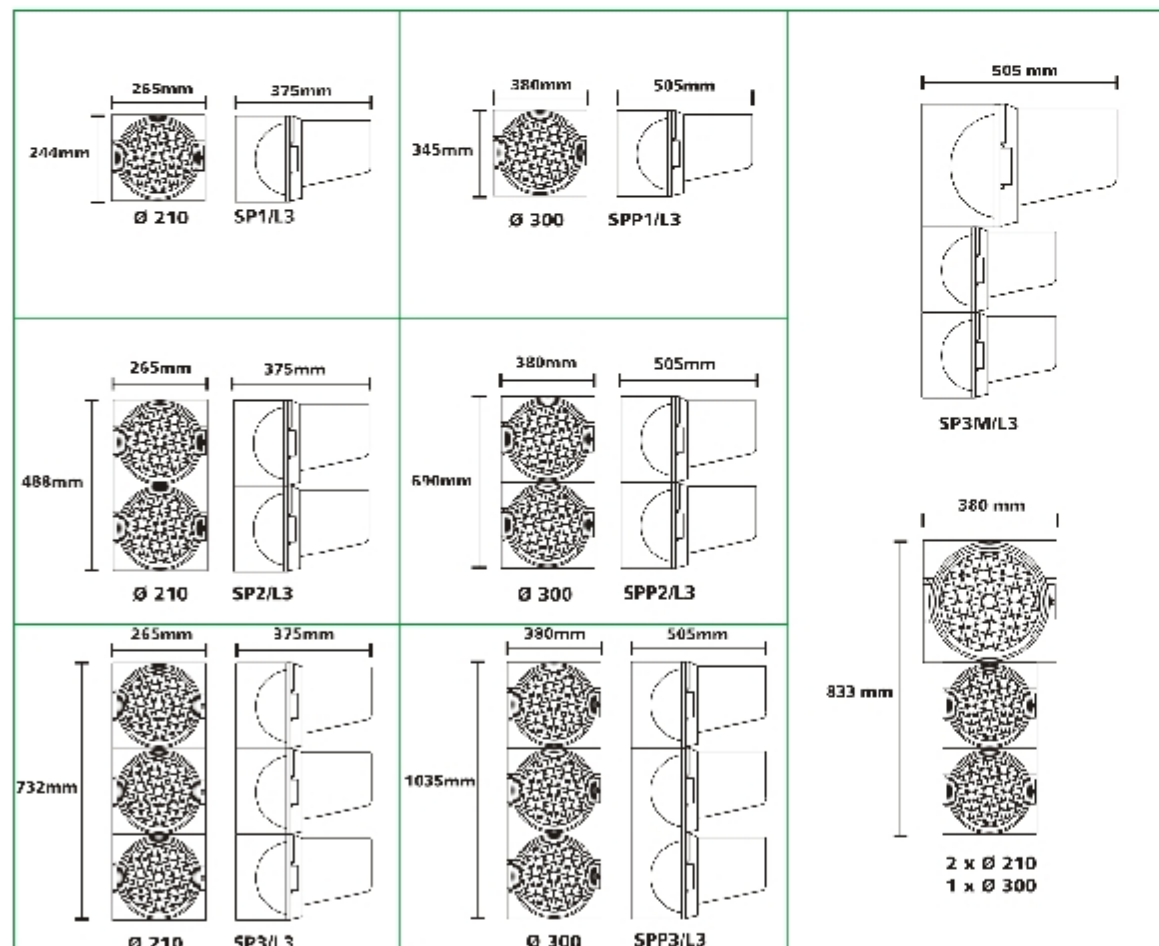 265mm 375mm
244mm
Ø 210 SP1/L3
380mm 505mm
345mm
Ø 300 SPP1/L3
505 mm
SP3M/L3
265mm 375mm
488mm
Ø 210 SP2/L3
380mm 505mm
690mm
Ø 300 SPP2/L3
380 mm
833 mm
2 x Ø 210
1 x Ø 300
265mm 375mm
732mm
Ø 210 SP3/L3
380mm 505mm
1035mm
Ø 300 SPP3/L3